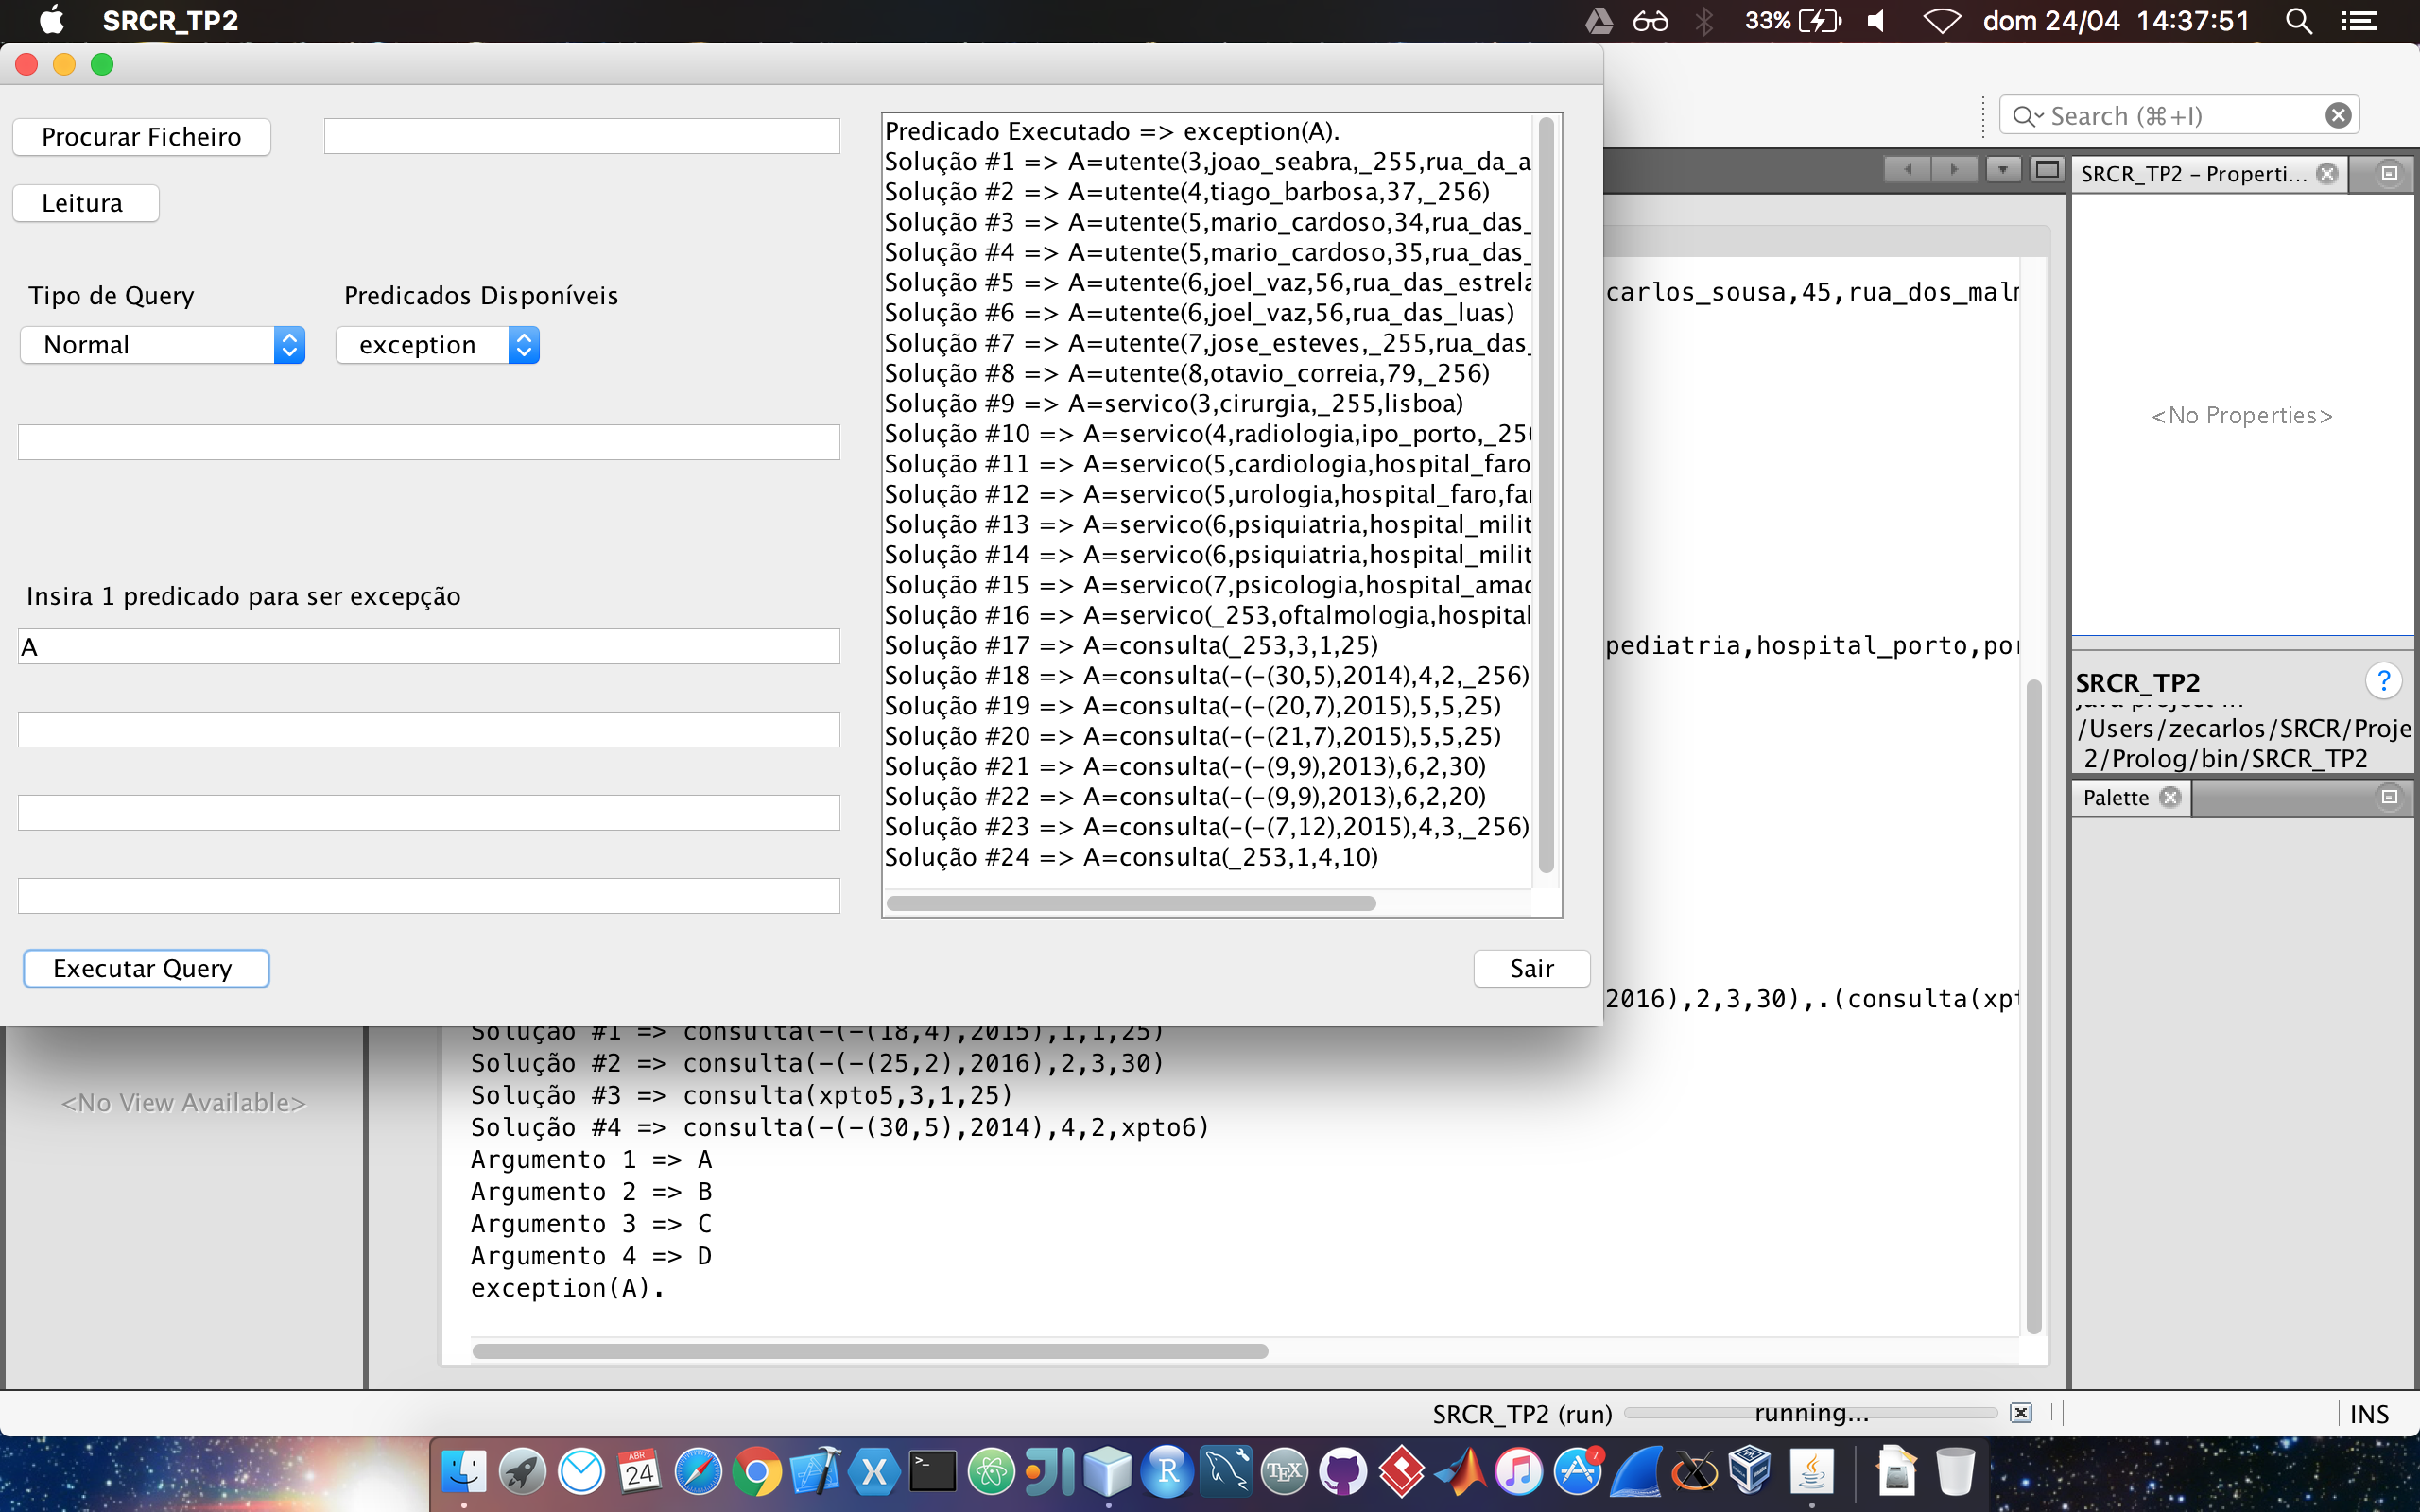 SRCR_TP2
33%
dom 24/04 14:37:51
Procurar Ficheiro
Leitura
Tipo de Query
Predicados Disponíveis
Normal
exception
Insira 1 predicado para ser excepção
A
Executar Query
Sair
Predicado Executado => exception(A).
Solução #1 => A=utente(3,joao_seabra,_255,rua_da_a
Solução #2 => A=utente(4,tiago_barbosa,37,_256)
Solução #3 => A=utente(5,mario_cardoso,34,rua_das_
Solução #4 => A=utente(5,mario_cardoso,35,rua_das_
Solução #5 => A=utente(6,joel_vaz,56,rua_das_estrela
Solução #6 => A=utente(6,joel_vaz,56,rua_das_luas)
Solução #7 => A=utente(7,jose_esteves,_255,rua_das_
Solução #8 => A=utente(8,otavio_correia,79,_256)
Solução #9 => A=servico(3,cirurgia,_255,lisboa)
Solução #10 => A=servico(4,radiologia,ipo_porto,_256
Solução #11 => A=servico(5,cardiologia,hospital_faro
Solução #12 => A=servico(5,urologia,hospital_faro,far
Solução #13 => A=servico(6,psiquiatria,hospital_milit
Solução #14 => A=servico(6,psiquiatria,hospital_milit
Solução #15 => A=servico(7,psicologia,hospital_amad
Solução #16 => A=servico(_253,oftalmologia,hospital
Solução #17 => A=consulta(_253,3,1,25)
Solução #18 => A=consulta(-(-(30,5),2014),4,2,_256)
Solução #19 => A=consulta(-(-(20,7),2015),5,5,25)
Solução #20 => A=consulta(-(-(21,7),2015),5,5,25)
Solução #21 => A=consulta(-(-(9,9),2013),6,2,30)
Solução #22 => A=consulta(-(-(9,9),2013),6,2,20)
Solução #23 => A=consulta(-(-(7,12),2015),4,3,_256)
Solução #24 => A=consulta(_253,1,4,10)
Search (⌘+I)
SRCR_TP2 – Properti...
<No Properties>
carlos_sousa,45,rua_dos_malm
pediatria,hospital_porto,por
2016),2,3,30),.(consulta(xpt
SRCR_TP2
?
java project in
/Users/zecarlos/SRCR/Proje
2/Prolog/bin/SRCR_TP2
Palette
<No View Available>
Solução #1 => consulta(-(-(18,4),2015),1,1,25)
Solução #2 => consulta(-(-(25,2),2016),2,3,30)
Solução #3 => consulta(xpto5,3,1,25)
Solução #4 => consulta(-(-(30,5),2014),4,2,xpto6)
Argumento 1 => A
Argumento 2 => B
Argumento 3 => C
Argumento 4 => D
exception(A).
SRCR_TP2 (run)
running...
INS
ABR
24
X
>_
R
TEX
7